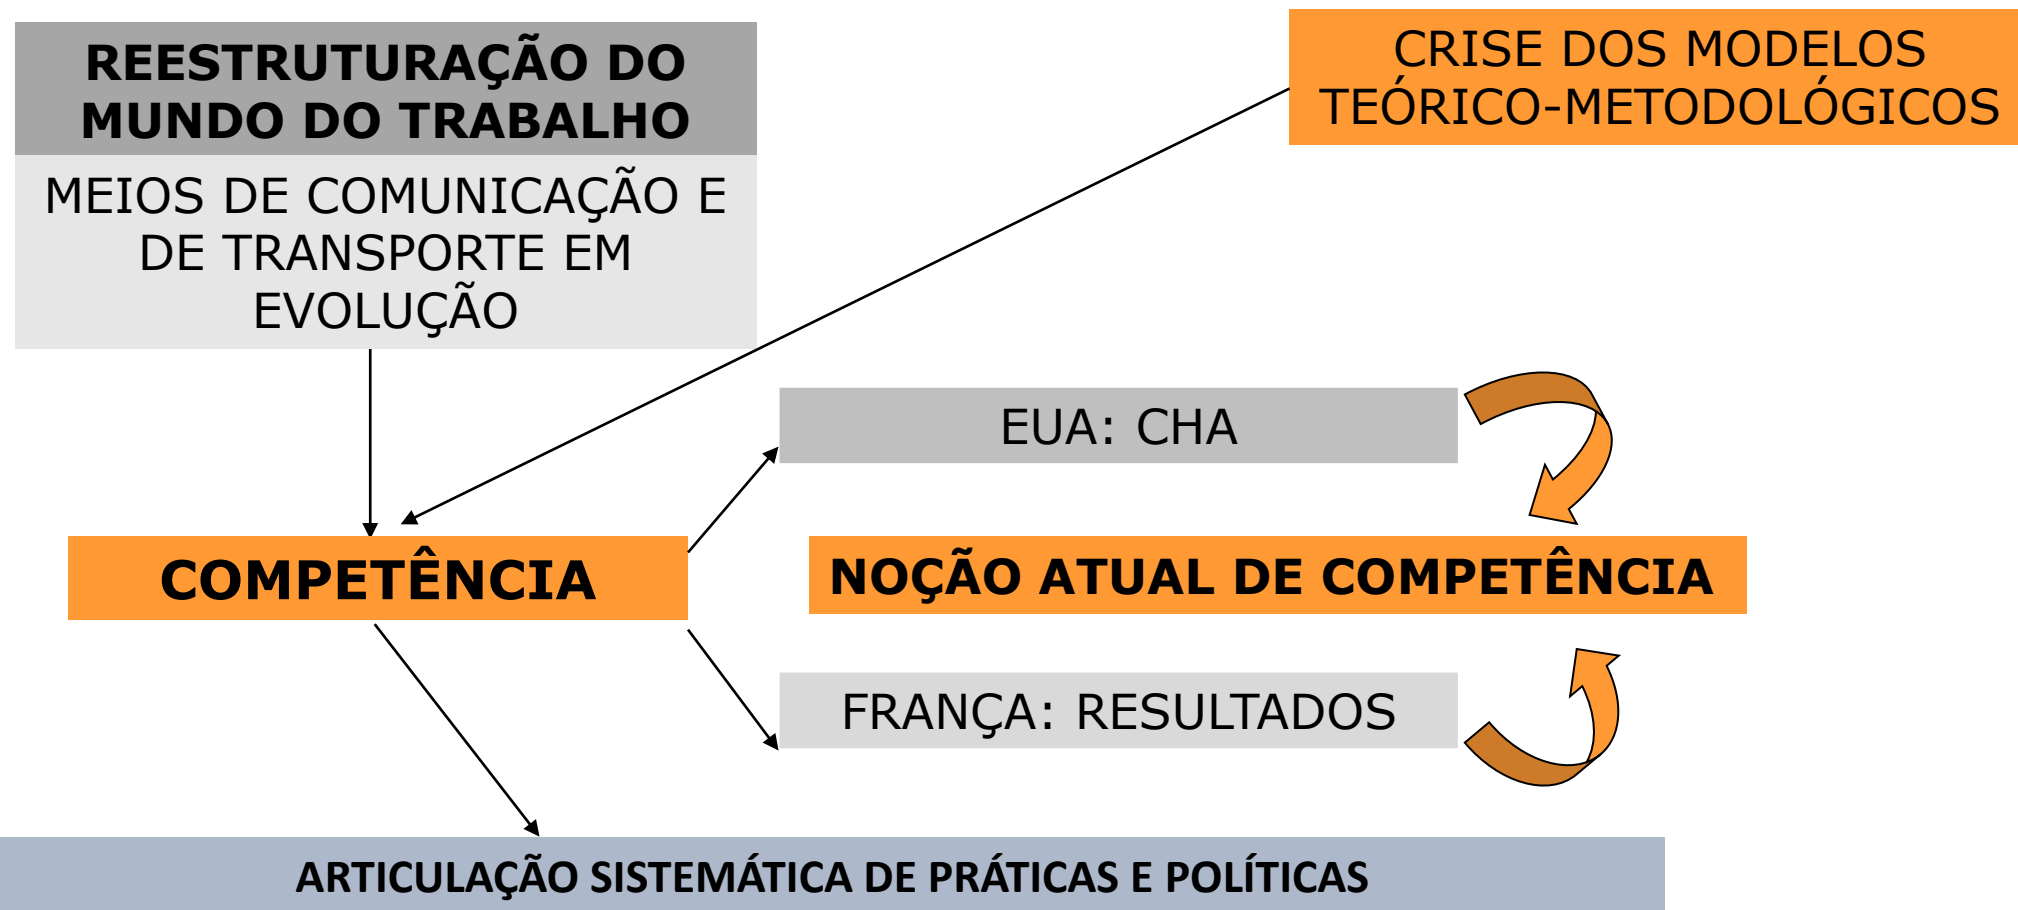 REESTRUTURAÇÃO DO
MUNDO DO TRABALHO
MEIOS DE COMUNICAÇÃO E
DE TRANSPORTE EM
EVOLUÇÃO
CRISE DOS MODELOS
TEÓRICO-METODOLÓGICOS
EUA: CHA
COMPETÊNCIA
NOÇÃO ATUAL DE COMPETÊNCIA
FRANÇA: RESULTADOS
ARTICULAÇÃO SISTEMÁTICA DE PRÁTICAS E POLÍTICAS